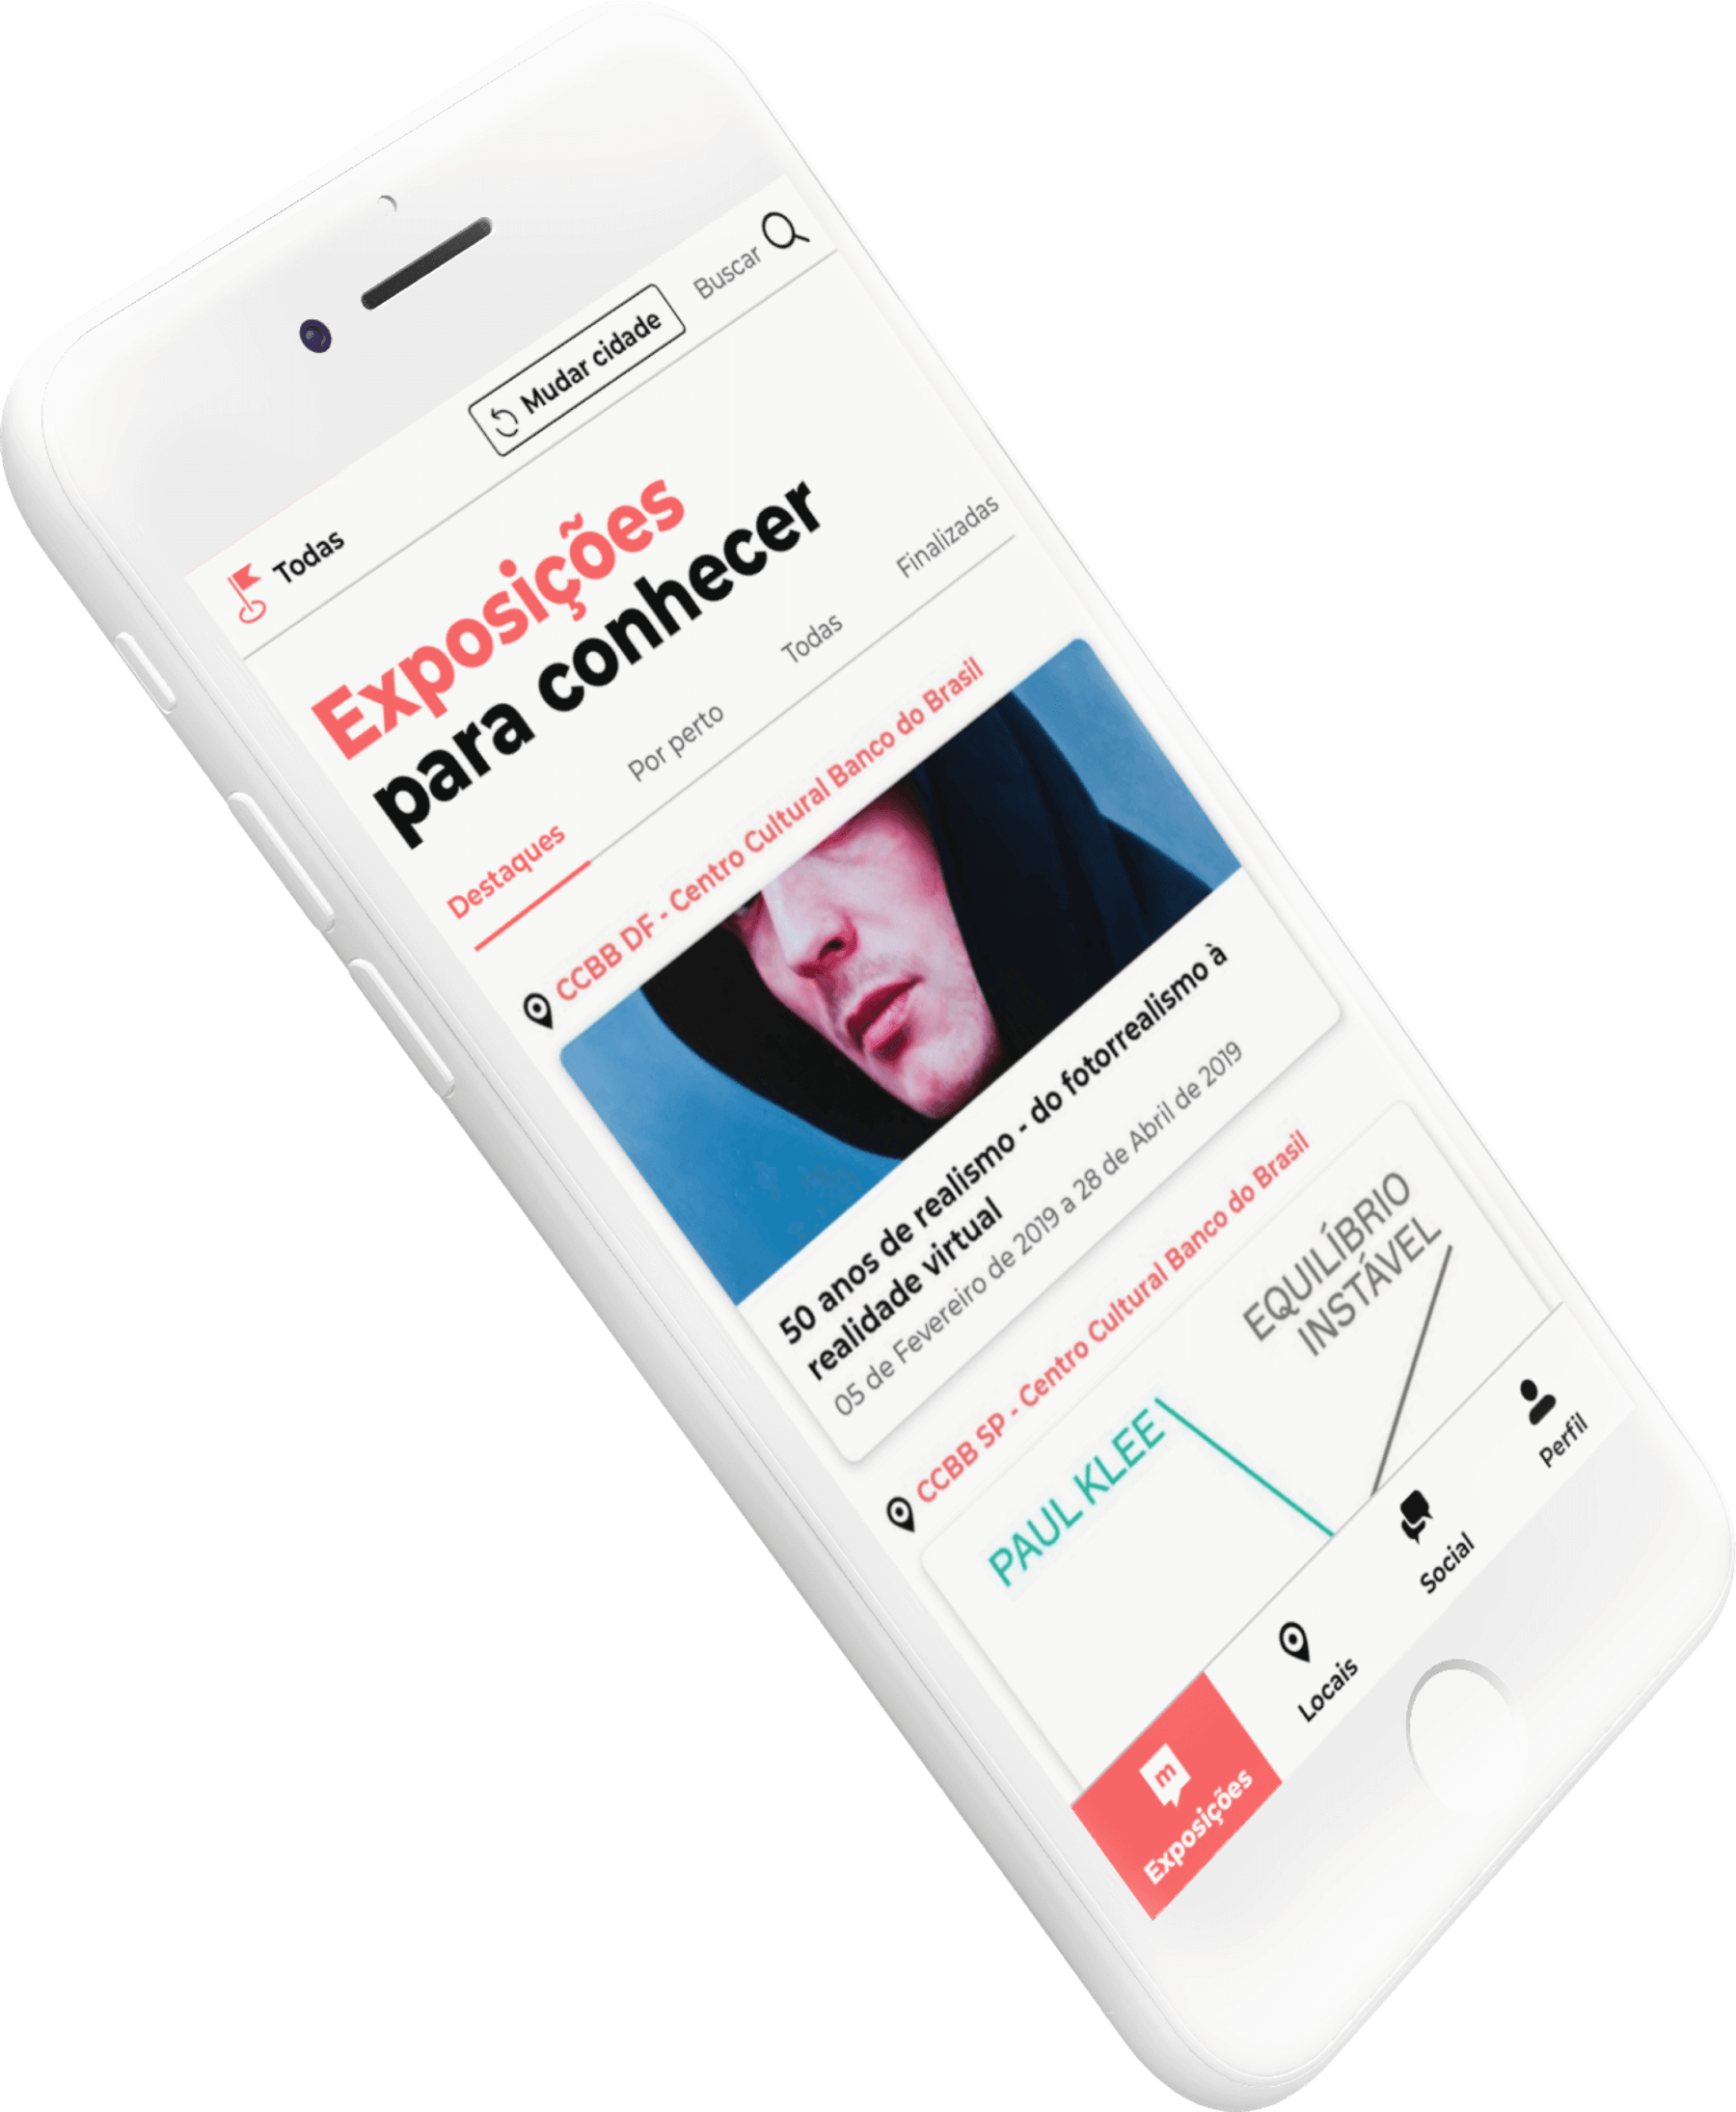 Todas
Mudar cidade
Buscar
Exposições
para conhecer
Destaques
Por perto
Todas
Finalizadas
CCBB DF - Centro Cultural Banco do Brasil
50 anos de realismo - do fotorrealismo à
realidade virtual
05 de Fevereiro de 2019 a 28 de Abril de 2019
CCBB SP - Centro Cultural Banco do Brasil
PAUL KLEE
EQUILÍBRIO
INSTÁVEL
m
Exposições
Locais
Social
Perfil